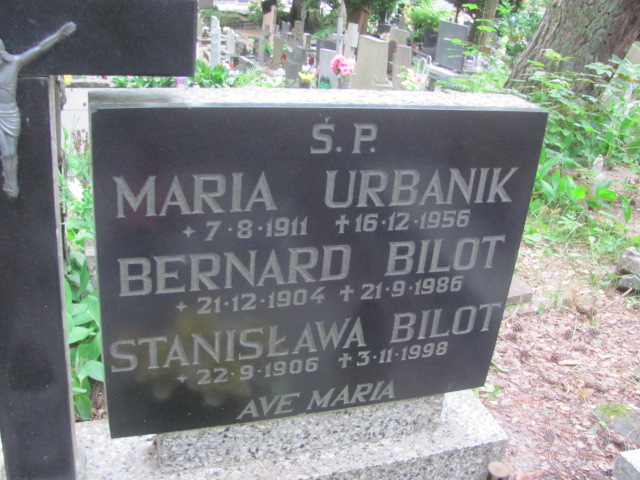 Ś.P.
MARIA URBANIK
+ 7-8-1911 + 16-12-1956
BERNARD BILOT
+ 21-12-1904 + 21-9-1986
STANISŁAWA BILOT
+ 22-9-1906 + 3-11-1998
AVE MARIA